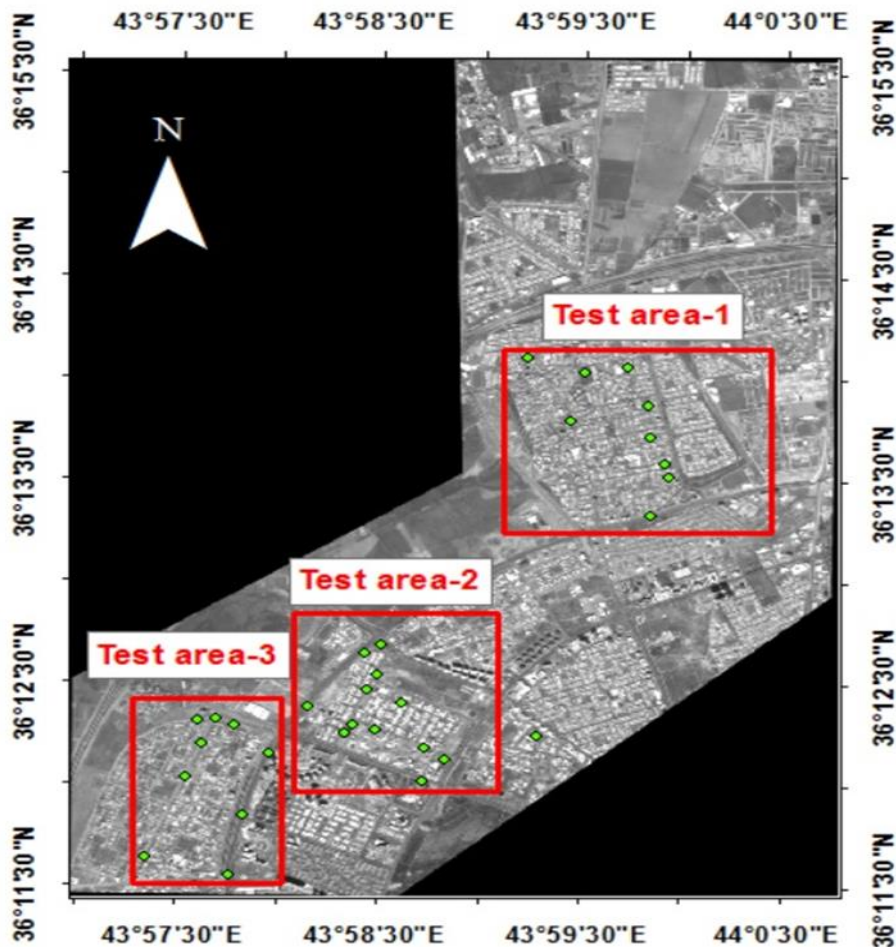 43°57'30"E 43°58'30"E 43°59'30"E 44°0'30"E
36°15'30"N 36°15'30"N
N
36°14'30"N 36°14'30"N
Test area-1
36°13'30"N 36°13'30"N
Test area-2
Test area-3
36°12'30"N 36°12'30"N
36°11'30"N 36°11'30"N
43°57'30"E 43°58'30"E 43°59'30"E 44°0'30"E